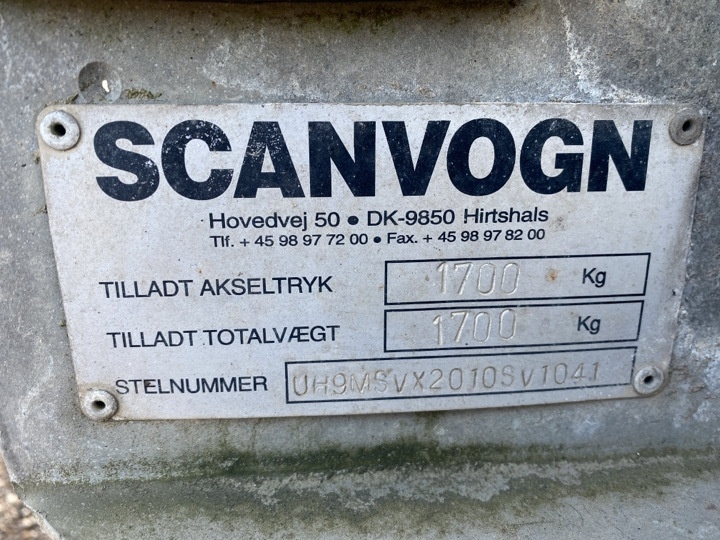 SCANVOGN
Hovedvej 50 • DK-9850 Hirtshals
Tlf. + 45 98 97 72 00 • Fax. + 45 98 97 82 00
TILLADT AKSELTRYK 1700 Kg
TILLADT TOTALVÆGT 1700 Kg
STELNUMMER UH9MSVX2010SV1041